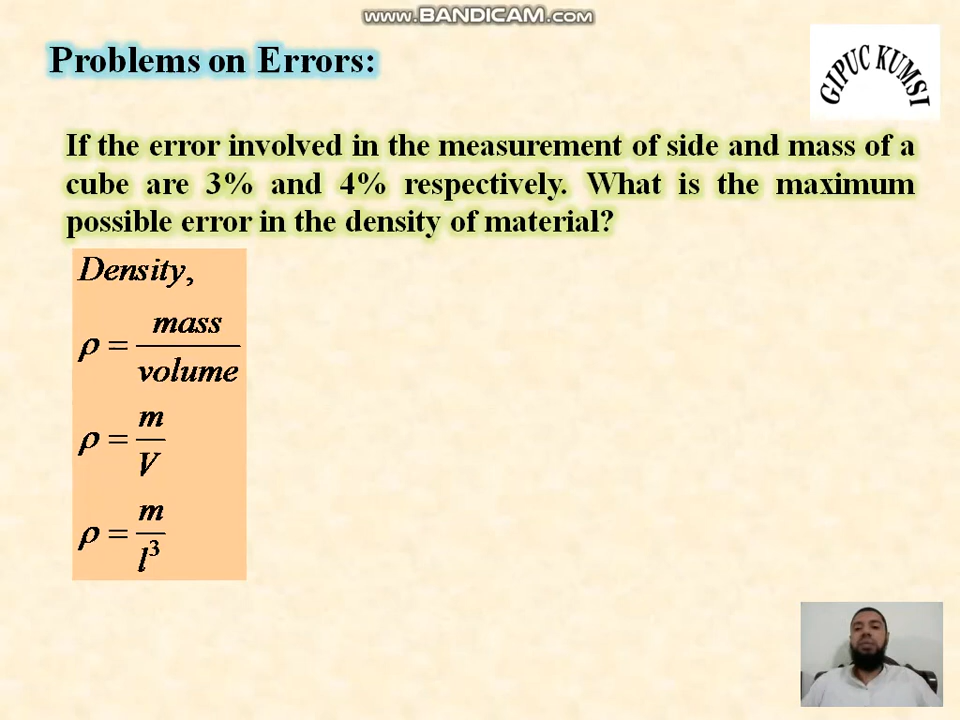 www.BANDICAM.com
Problems on Errors:
GIPUC KUMSI
If the error involved in the measurement of side and mass of a
cube are 3% and 4% respectively. What is the maximum
possible error in the density of material?
Density,
ρ = mass / volume
ρ = m / V
ρ = m / l³